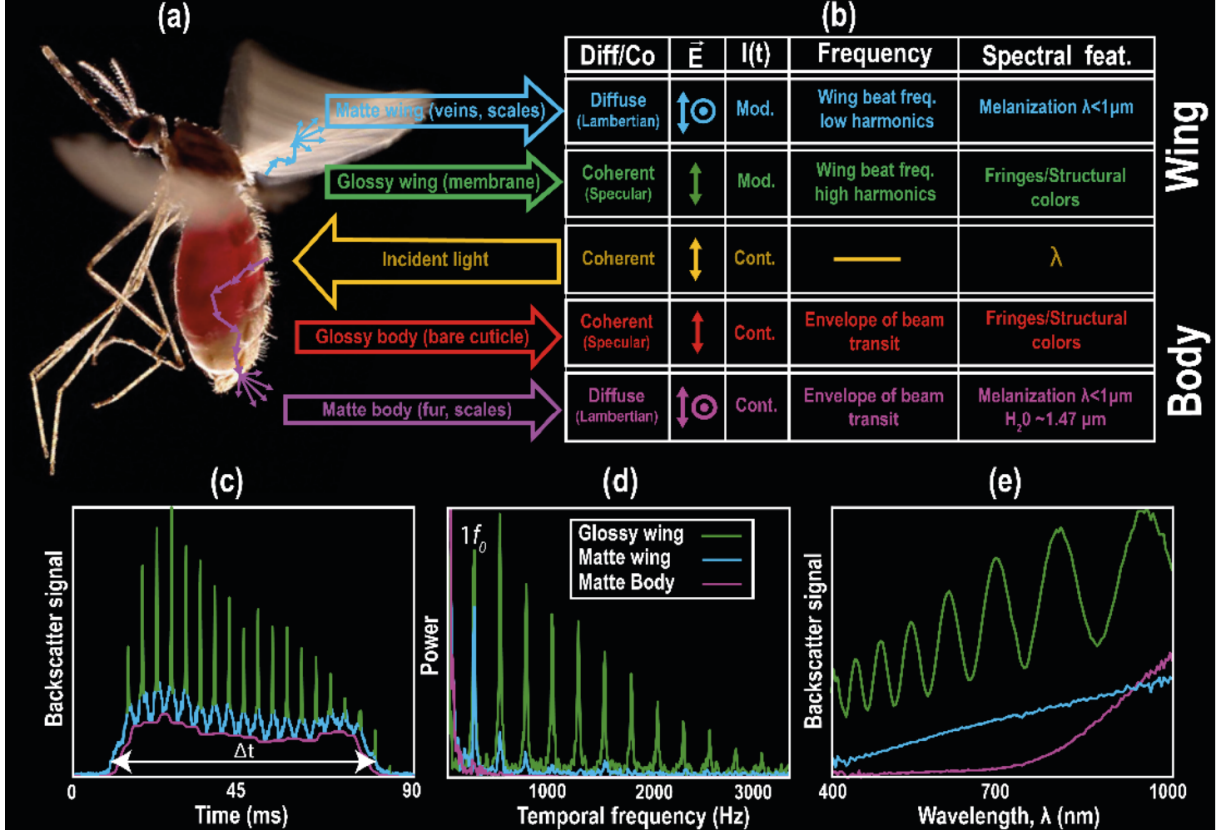 (a)
(b)
Diff/Co
E
I(t)
Frequency
Spectral feat.
Matte wing (veins, scales)
Diffuse
(Lambertian)
Mod.
Wing beat freq.
low harmonics
Melanization λ<1μm
Glossy wing (membrane)
Coherent
(Specular)
Mod.
Wing beat freq.
high harmonics
Fringes/Structural
colors
Wing
Incident light
Coherent
Cont.
λ
Glossy body (bare cuticle)
Coherent
(Specular)
Cont.
Envelope of beam
transit
Fringes/Structural
colors
Matte body (fur, scales)
Diffuse
(Lambertian)
Cont.
Envelope of beam
transit
Melanization λ<1μm
H₂0 ~1.47 μm
Body
(c)
Backscatter signal
Δt
0
45
90
Time (ms)
(d)
Power
1f₀
Glossy wing
Matte wing
Matte Body
1000
2000
3000
Temporal frequency (Hz)
(e)
Backscatter signal
400
700
1000
Wavelength, λ (nm)